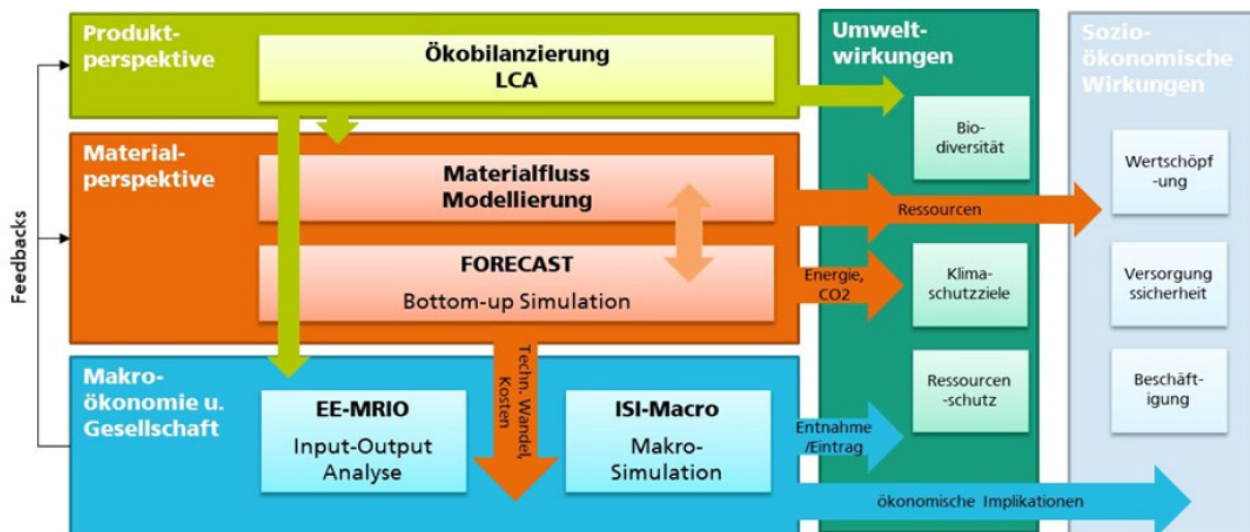 Produkt-
perspektive
Ökobilanzierung
LCA
Material-
perspektive
Materialfluss
Modellierung
FORECAST
Bottom-up Simulation
Feedbacks
Techn. Wandel,
Kosten
Makro-
ökonomie u.
Gesellschaft
EE-MRIO
Input-Output
Analyse
ISI-Macro
Makro-
Simulation
Umwelt-
wirkungen
Bio-
diversität
Ressourcen
Energie,
CO2
Klima-
schutzziele
Ressourcen
-schutz
Entnahme
/Eintrag
ökonomische Implikationen
Sozio-
ökonomische
Wirkungen
Wertschöpf
-ung
Versorgung
ssicherheit
Beschäft-
igung